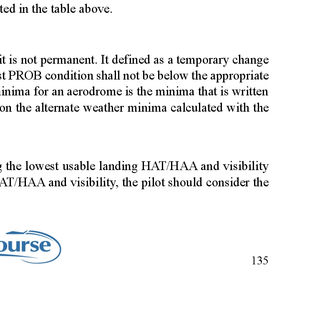 ted in the table above.
it is not permanent. It defined as a temporary change
st PROB condition shall not be below the appropriate
inima for an aerodrome is the minima that is written
on the alternate weather minima calculated with the
g the lowest usable landing HAT/HAA and visibility
AT/HAA and visibility, the pilot should consider the
ourse
135